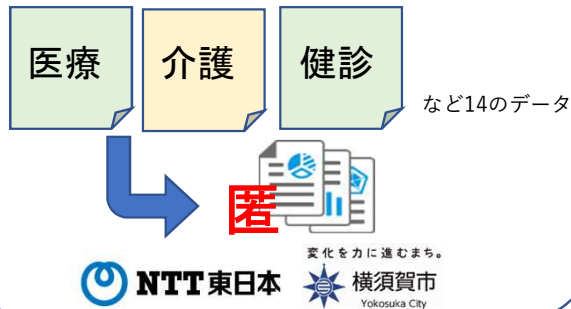 医療
介護
健診
など14のデータ
匿
変化を力に進むまち。
NTT東日本
横須賀市
Yokosuka City